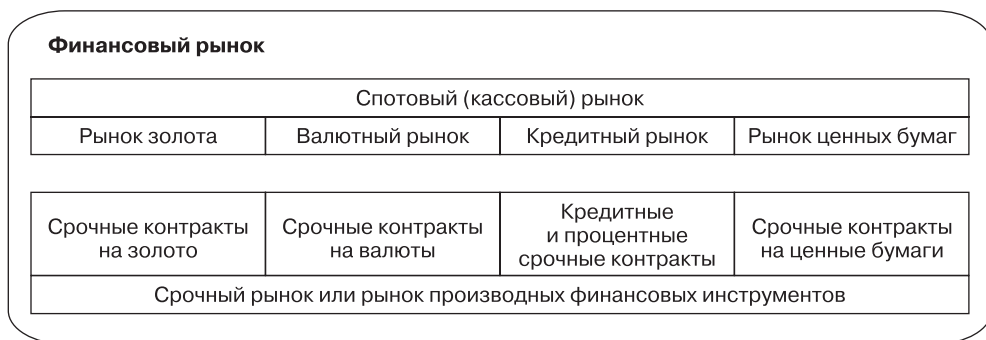 Финансовый рынок
Спотовый (кассовый) рынок
Рынок золота
Валютный рынок
Кредитный рынок
Рынок ценных бумаг
Срочные контракты
на золото
Срочные контракты
на валюты
Кредитные
и процентные
срочные контракты
Срочные контракты
на ценные бумаги
Срочный рынок или рынок производных финансовых инструментов